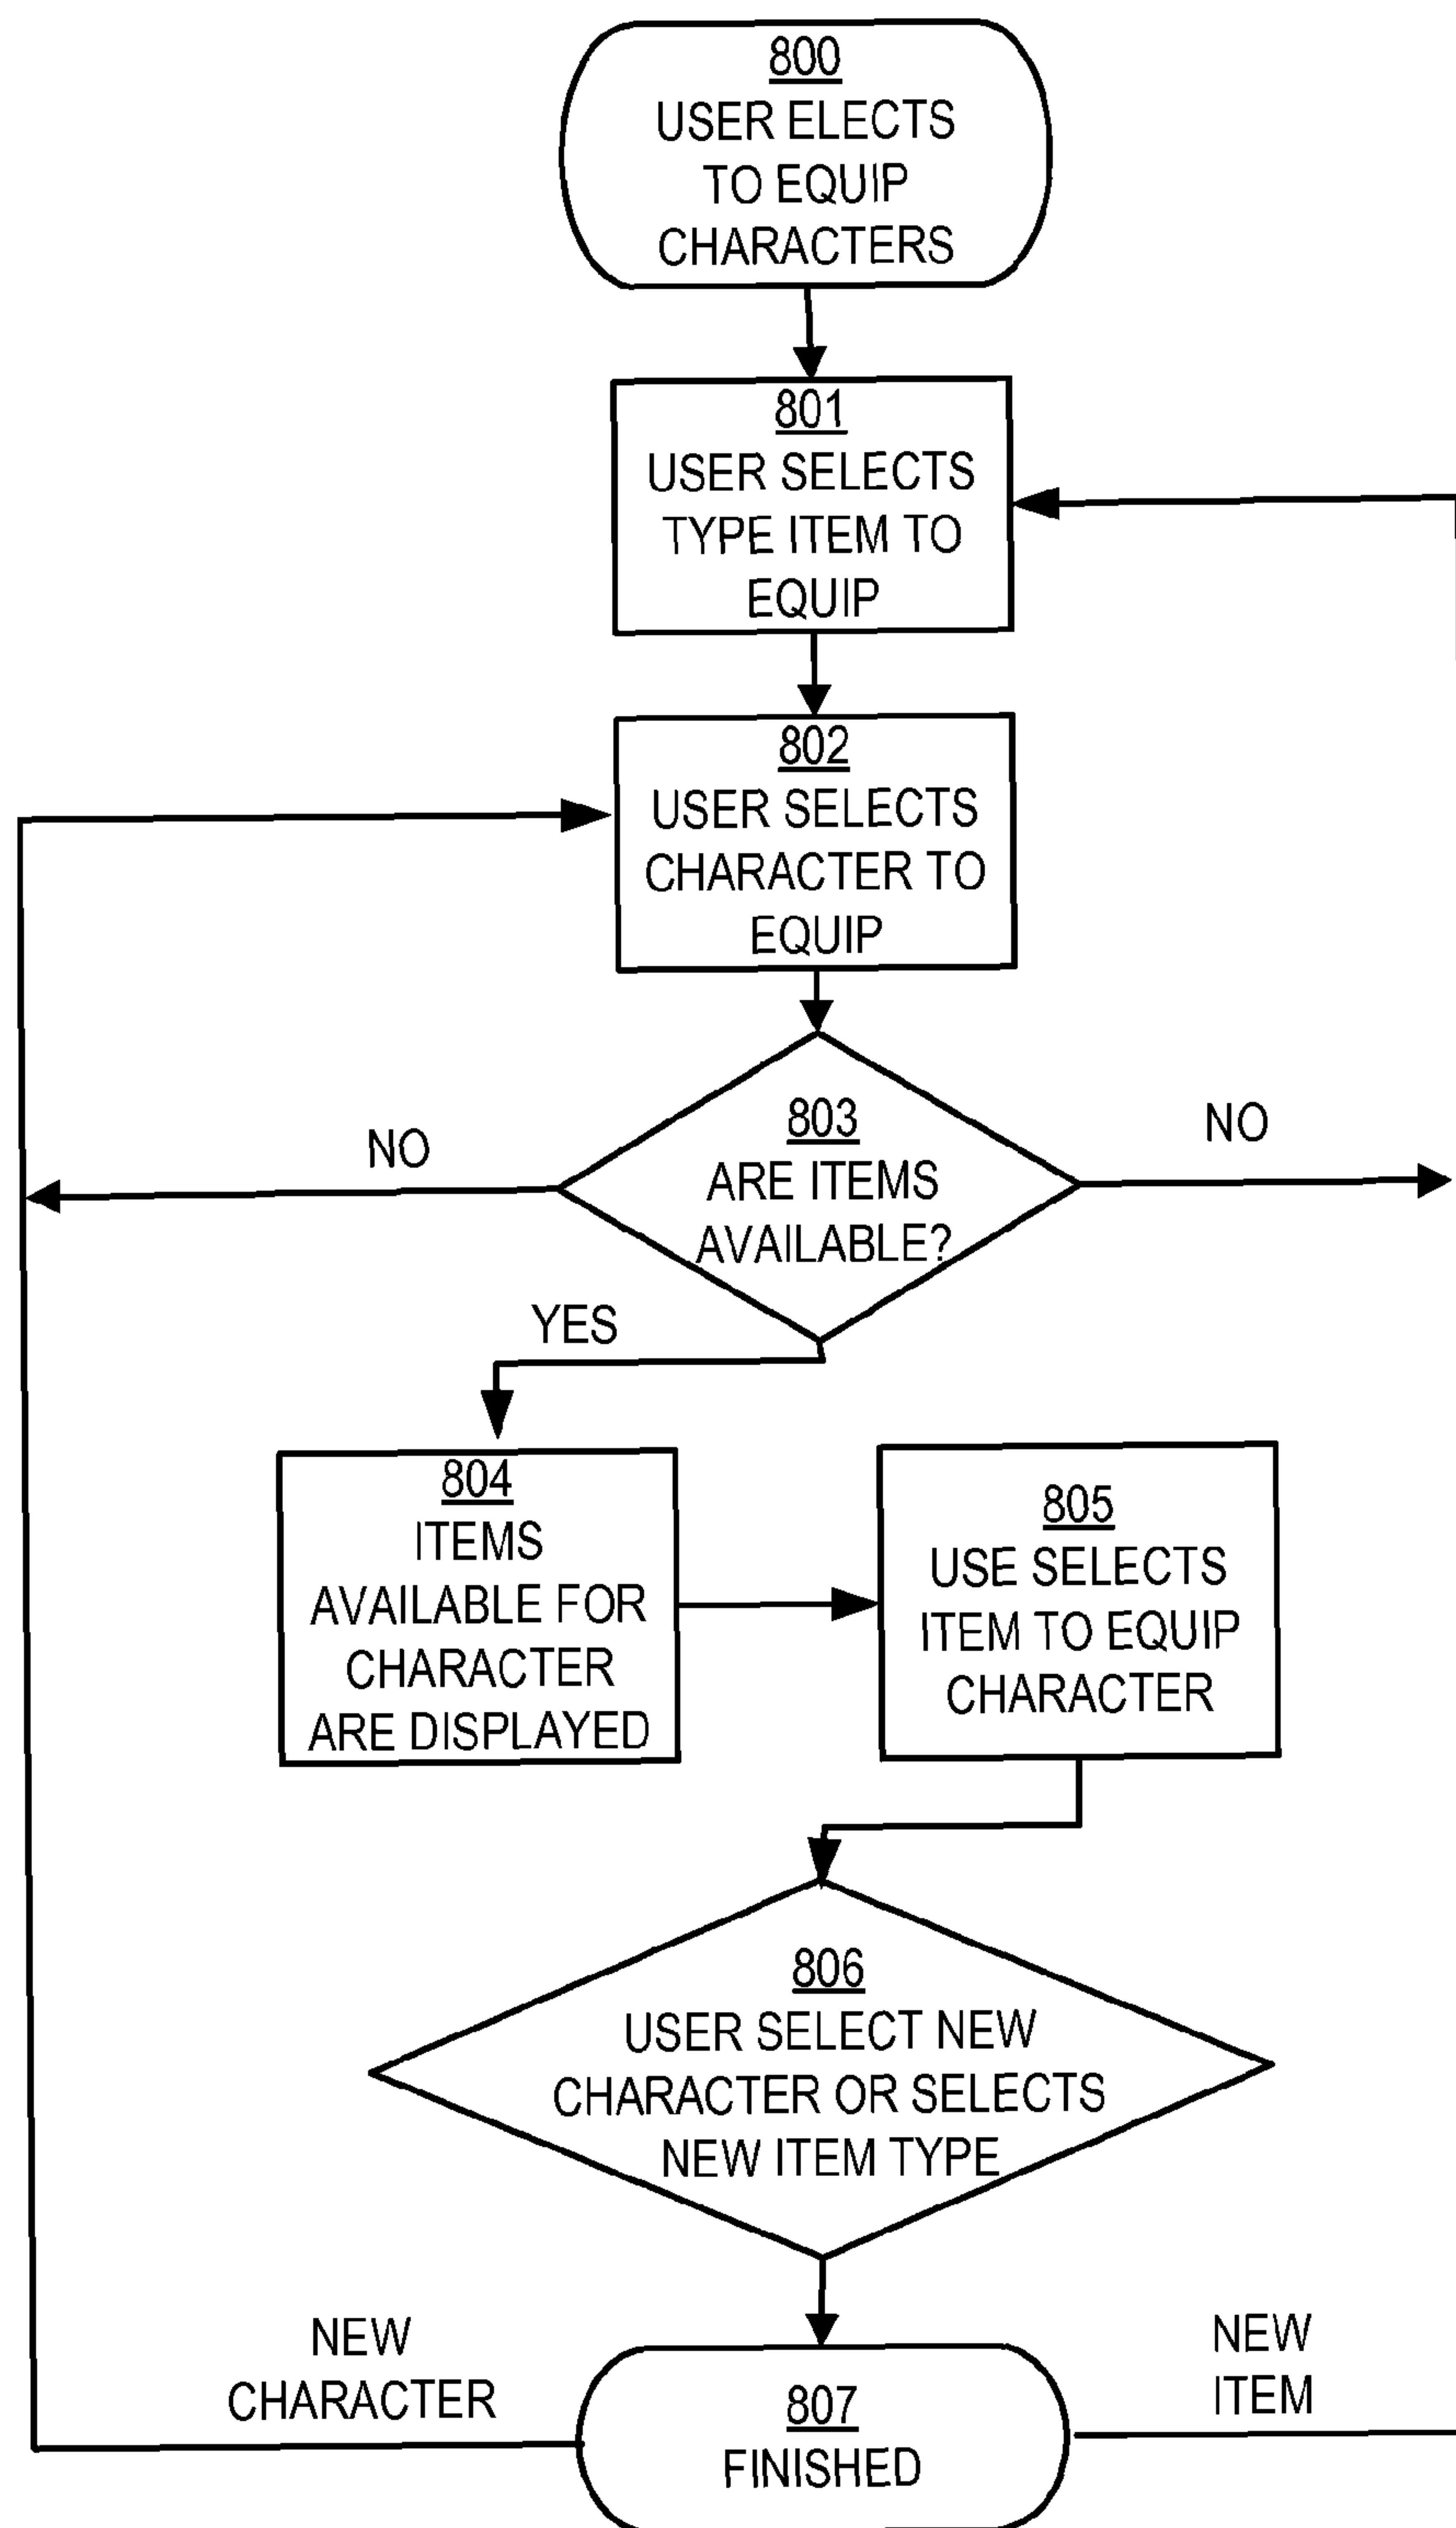 800
USER ELECTS
TO EQUIP
CHARACTERS
801
USER SELECTS
TYPE ITEM TO
EQUIP
802
USER SELECTS
CHARACTER TO
EQUIP
803
ARE ITEMS
AVAILABLE?
NO
NO
YES
804
ITEMS
AVAILABLE FOR
CHARACTER
ARE DISPLAYED
805
USE SELECTS
ITEM TO EQUIP
CHARACTER
806
USER SELECT NEW
CHARACTER OR SELECTS
NEW ITEM TYPE
NEW
CHARACTER
NEW
ITEM
807
FINISHED